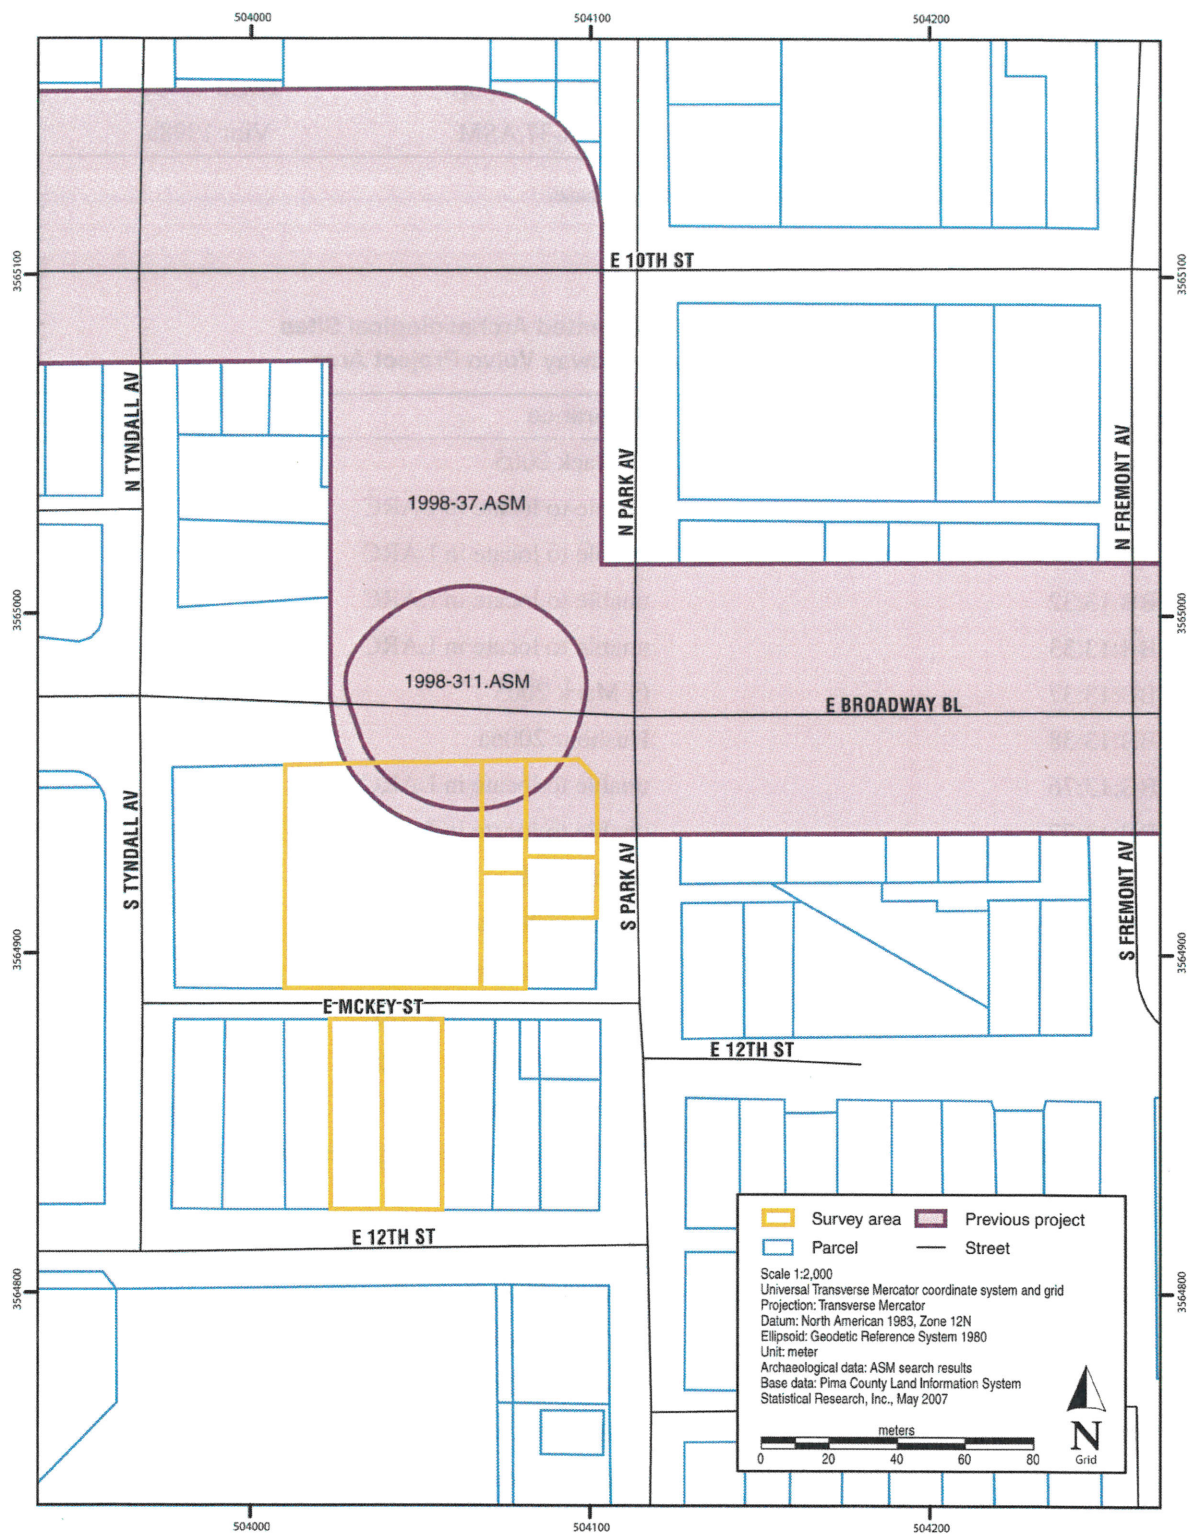 504000
504100
504200
E 10TH ST
3565100
3565100
N TYNDALL AV
N PARK AV
N FREMONT AV
1998-37.ASM
3565000
3565000
1998-311.ASM
E BROADWAY BL
S TYNDALL AV
S PARK AV
S FREMONT AV
3564900
3564900
E MCKEY ST
E 12TH ST
E 12TH ST
3564800
3564800
Survey area
Previous project
Parcel
Street
Scale 1:2,000
Universal Transverse Mercator coordinate system and grid
Projection: Transverse Mercator
Datum: North American 1983, Zone 12N
Ellipsoid: Geodetic Reference System 1980
Unit: meter
Archaeological data: ASM search results
Base data: Pima County Land Information System
Statistical Research, Inc., May 2007
meters
0 20 40 60 80
N
Grid
504000
504100
504200